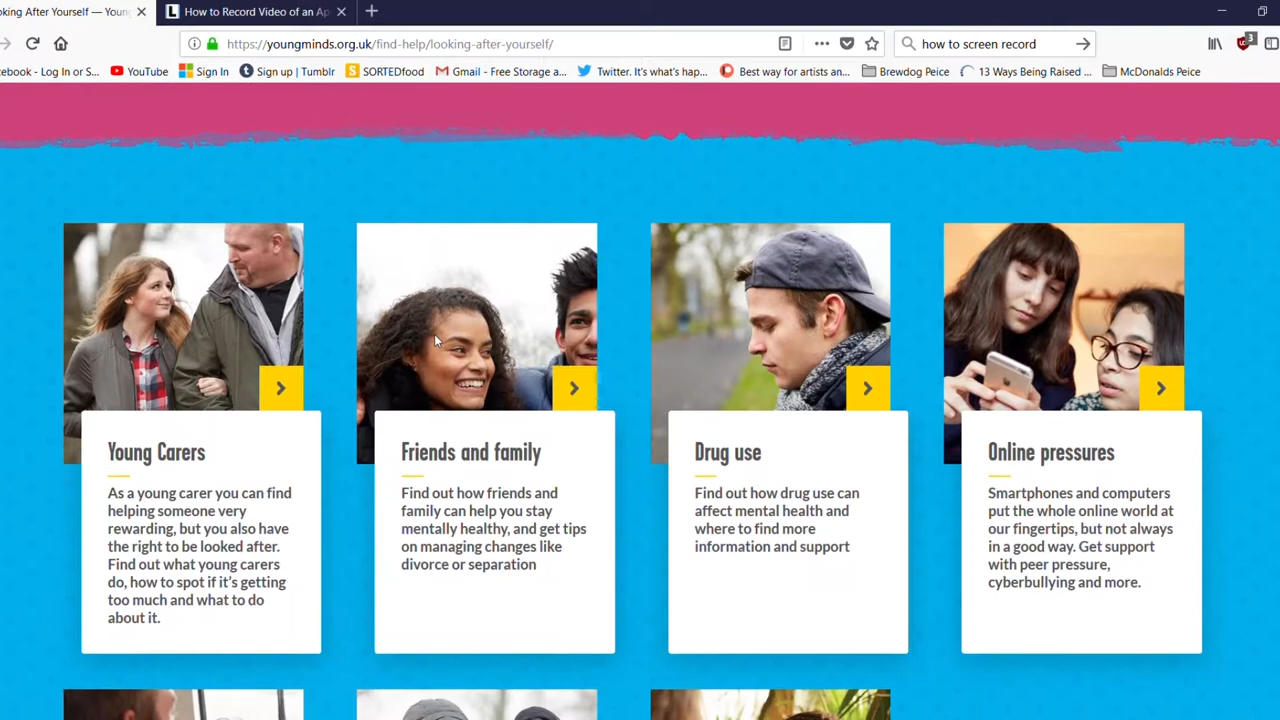 oking After Yourself — Youn
How to Record Video of an Ap
https://youngminds.org.uk/find-help/looking-after-yourself/
how to screen record
3
cebook - Log In or S...
YouTube
Sign In
Sign up | Tumblr
SORTEDfood
Gmail - Free Storage a...
Twitter. It's what's hap...
Best way for artists an...
Brewdog Peice
13 Ways Being Raised ...
McDonalds Peice
Young Carers
As a young carer you can find
helping someone very
rewarding, but you also have
the right to be looked after.
Find out what young carers
do, how to spot if it's getting
too much and what to do
about it.
Friends and family
Find out how friends and
family can help you stay
mentally healthy, and get tips
on managing changes like
divorce or separation
Drug use
Find out how drug use can
affect mental health and
where to find more
information and support
Online pressures
Smartphones and computers
put the whole online world at
our fingertips, but not always
in a good way. Get support
with peer pressure,
cyberbullying and more.